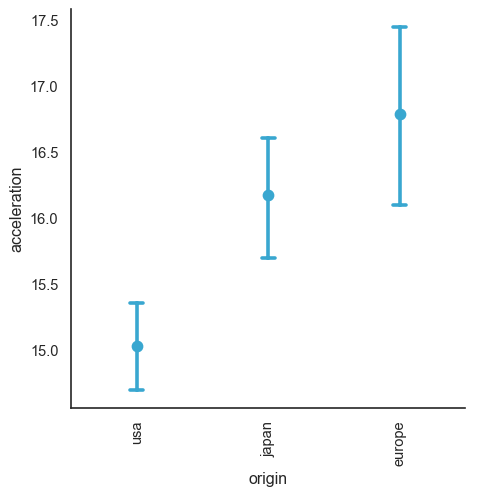 17.5
17.0
16.5
16.0
15.5
15.0
acceleration
usa
japan
europe
origin